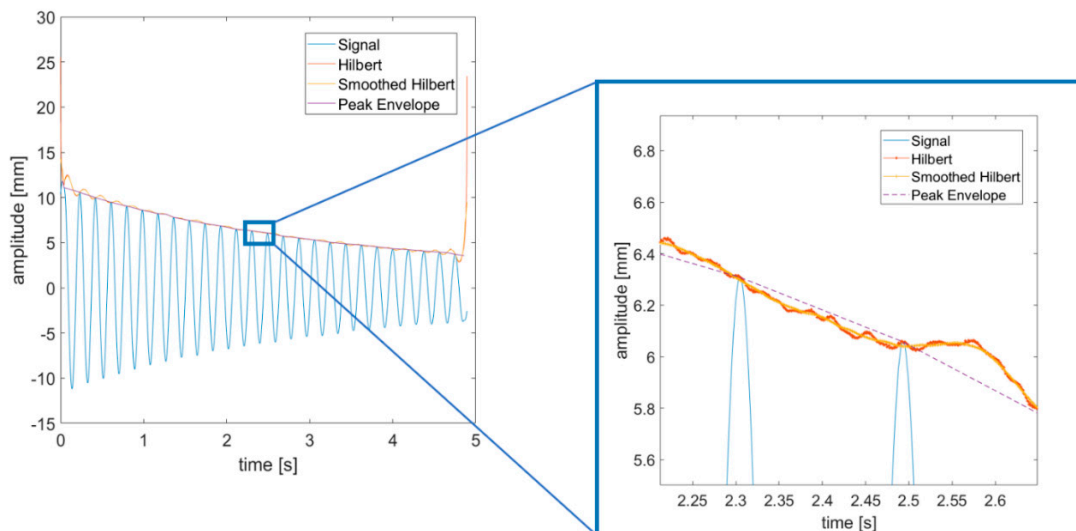 30
25
20
15
10
5
0
-5
-10
-15
amplitude [mm]
0 1 2 3 4 5
time [s]
Signal
Hilbert
Smoothed Hilbert
Peak Envelope
6.8
6.6
6.4
6.2
6
5.8
5.6
amplitude [mm]
2.25 2.3 2.35 2.4 2.45 2.5 2.55 2.6
time [s]
Signal
Hilbert
Smoothed Hilbert
Peak Envelope